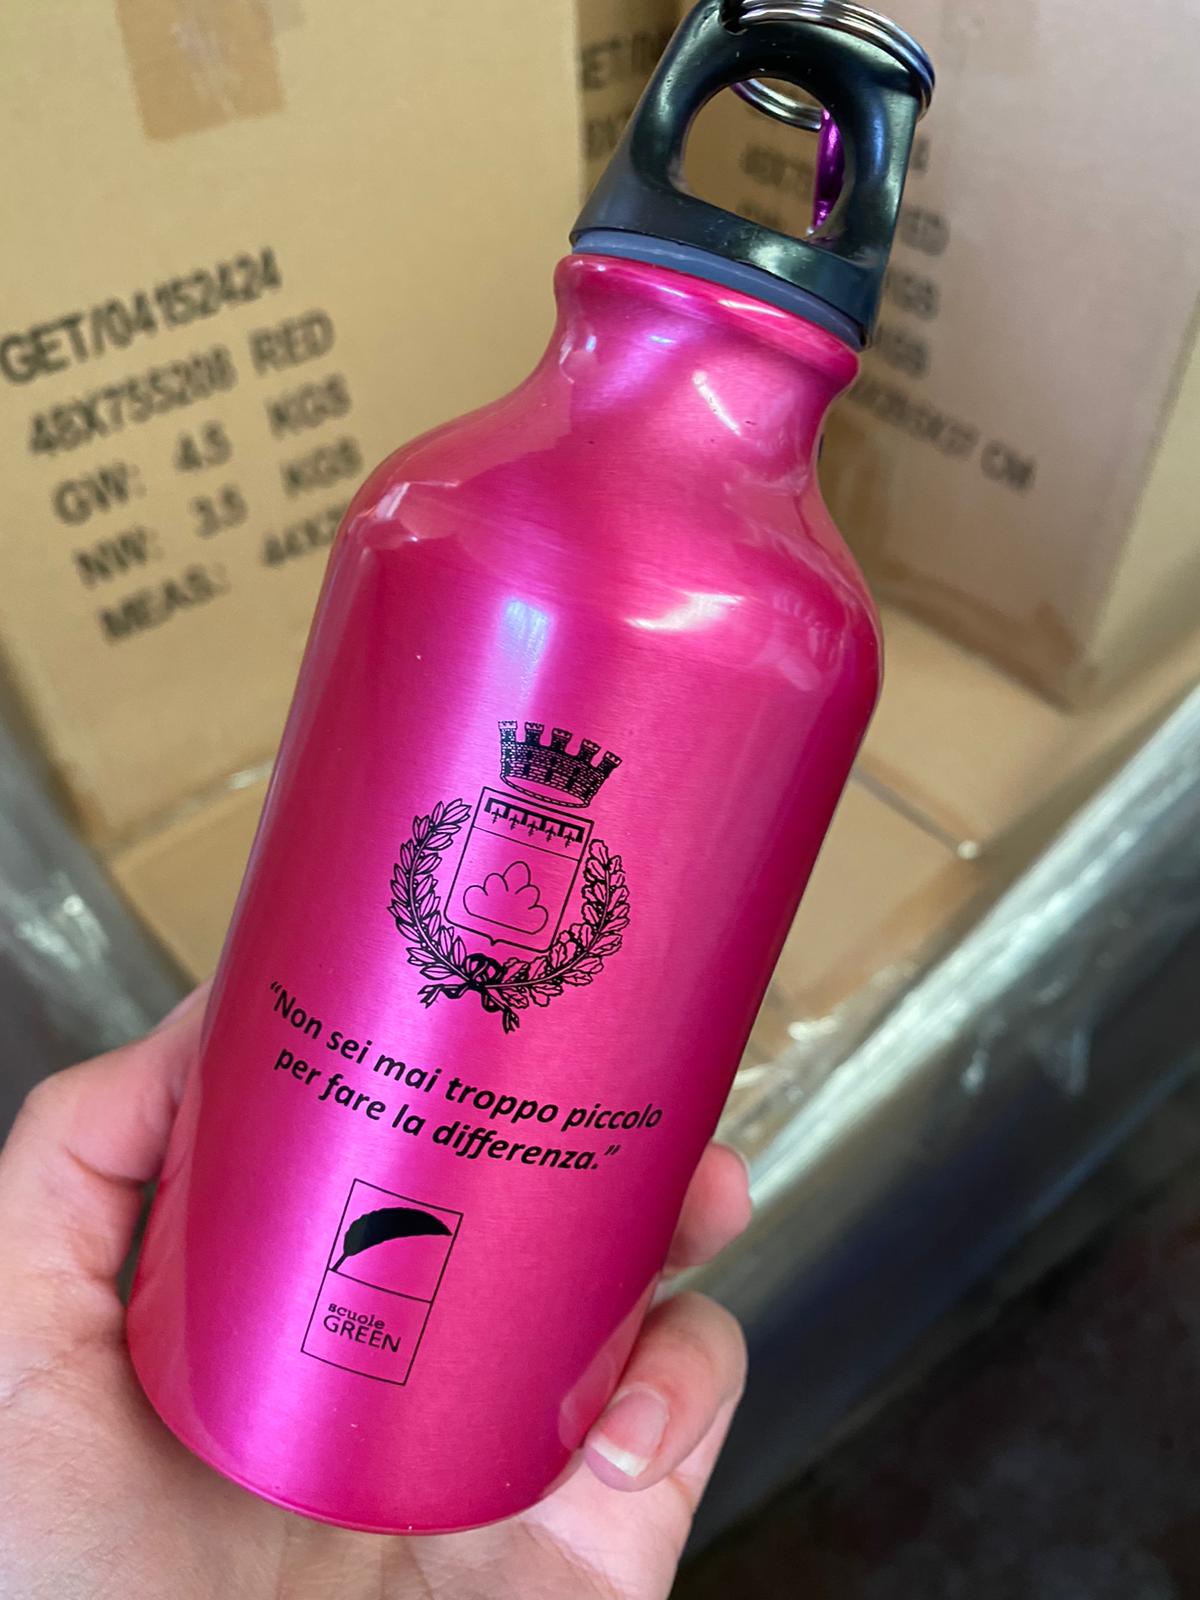 GET/04152424
48X755208 RED
GW: 4.5 KGS
NW: 3.5 KGS
MEAS.:
CM
“Non sei mai troppo piccolo
per fare la differenza.”
scuole
GREEN